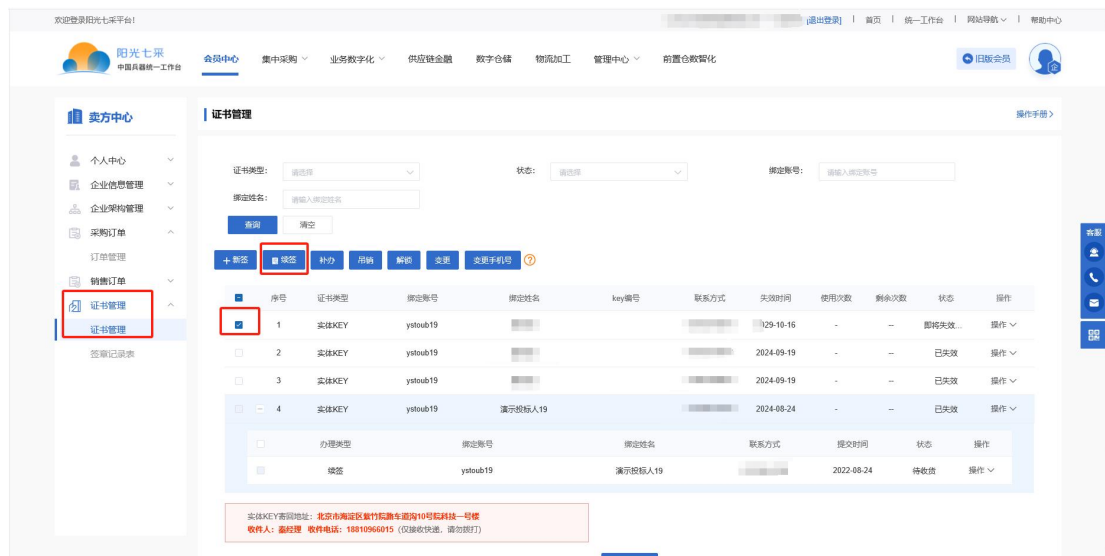 欢迎登录阳光七采平台!
[退出登录] | 首页 | 统一工作台 | 网站导航 | 帮助中心
阳光七采
中国兵器统一工作台
会员中心 集中采购 业务数字化 供应链金融 数字仓储 物流加工 管理中心 前置仓数智化
旧版会员
企
卖方中心
个人中心
企业信息管理
企业架构管理
采购订单
订单管理
销售订单
证书管理
证书管理
签章记录表
证书管理 操作手册>
证书类型: 请选择 状态: 请选择 绑定账号: 请输入绑定账号
绑定姓名: 请输入绑定姓名
查询 清空
+新签 续签 补办 吊销 解锁 变更 变更手机号 ?
序号 证书类型 绑定账号 绑定姓名 key编号 联系方式 失效时间 使用次数 剩余次数 状态 操作
1 实体KEY ystoub19 29-10-16 - -- 即将失效... 操作
2 实体KEY ystoub19 2024-09-19 - -- 已失效 操作
3 实体KEY ystoub19 2024-09-19 - -- 已失效 操作
4 实体KEY ystoub19 演示投标人19 2024-08-24 - -- 已失效 操作
办理类型 绑定账号 绑定姓名 联系方式 提交时间 状态 操作
续签 ystoub19 演示投标人19 2022-08-24 待收货 操作
实体KEY寄回地址:北京市海淀区紫竹院路车道沟10号院科技一号楼
收件人:秦经理 收件电话:18810966015(仅接收快递,请勿拨打)
客服